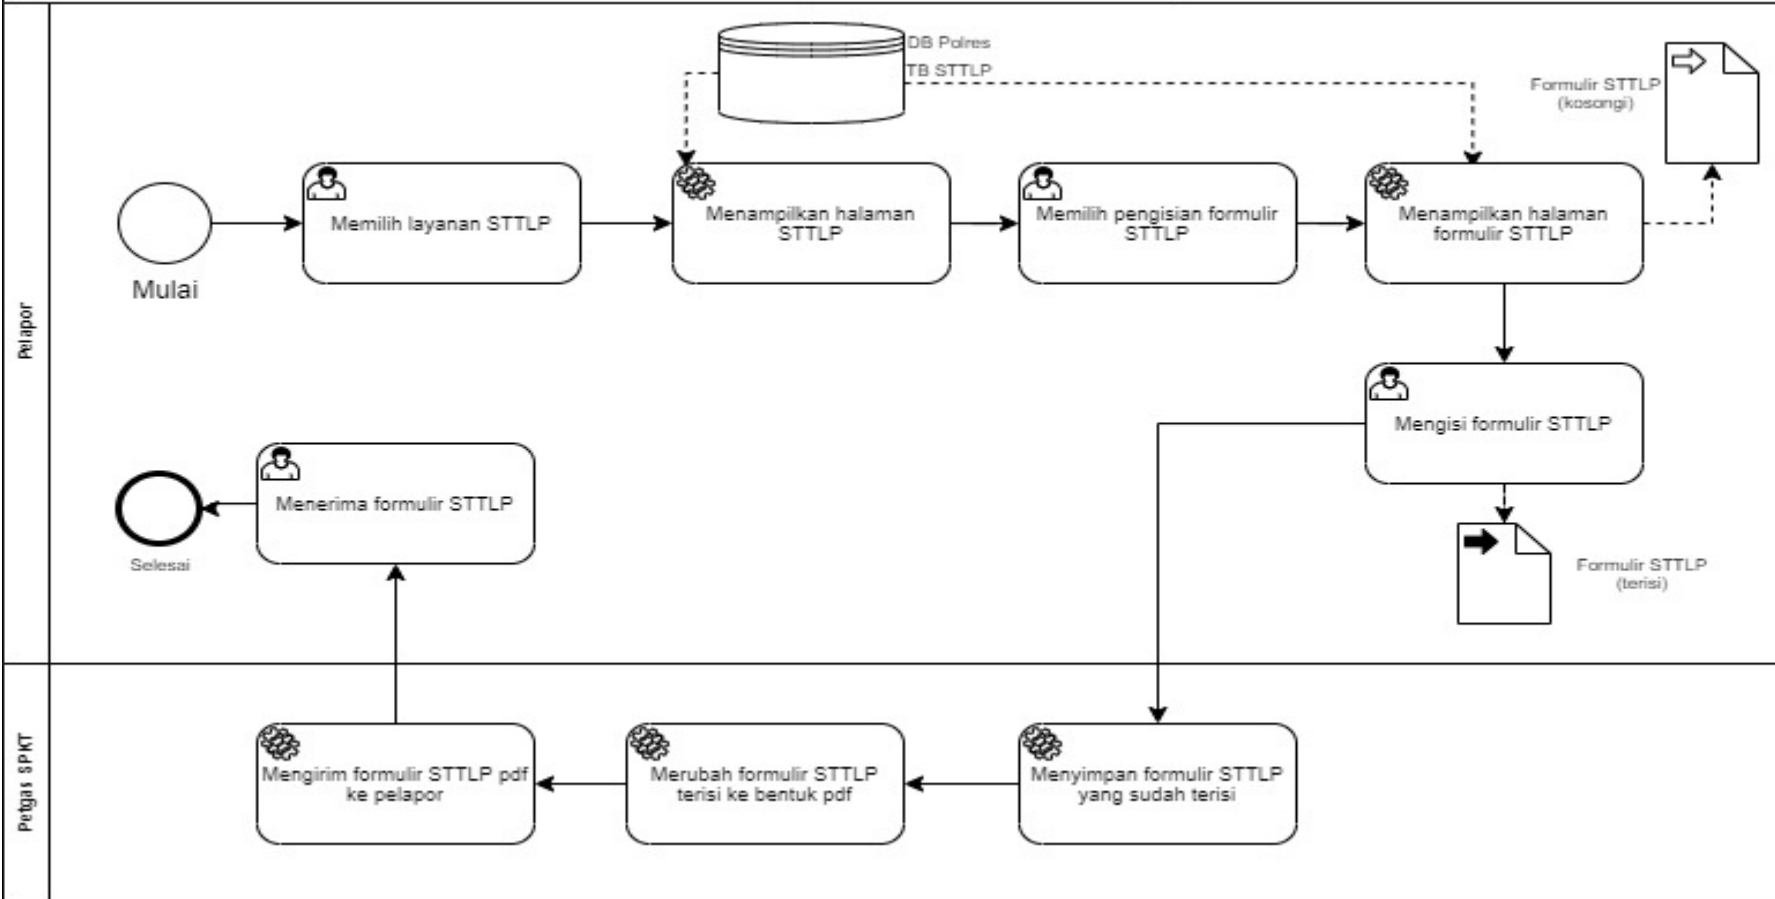 DB Polres
TB STTLP
Formulir STTLP
(kosongi)
Memilih layanan STTLP
Menampilkan halaman
STTLP
Memilih pengisian formulir
STTLP
Menampilkan halaman
formulir STTLP
Mulai
Pelapor
Mengisi formulir STTLP
Menerima formulir STTLP
Selesai
Formulir STTLP
(terisi)
Petgas SPKT
Mengirim formulir STTLP pdf
ke pelapor
Merubah formulir STTLP
terisi ke bentuk pdf
Menyimpan formulir STTLP
yang sudah terisi